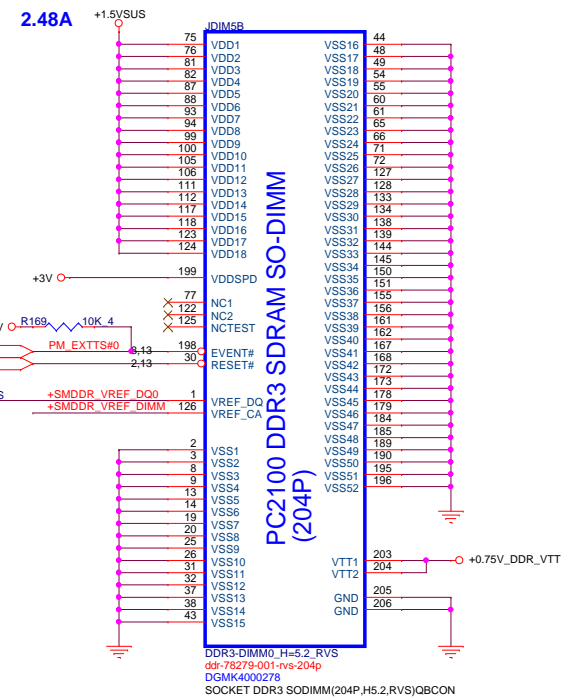 2.48A
+1.5VSUS
JDIM5B
75 VDD1 VSS16 44
76 VDD2 VSS17 48
81 VDD3 VSS18 49
82 VDD4 VSS19 54
87 VDD5 VSS20 55
88 VDD6 VSS21 60
93 VDD7 VSS22 61
94 VDD8 VSS23 65
99 VDD9 VSS24 66
100 VDD10 VSS25 71
105 VDD11 VSS26 72
106 VDD12 VSS27 127
111 VDD13 VSS28 128
112 VDD14 VSS29 133
117 VDD15 VSS30 134
118 VDD16 VSS31 138
123 VDD17 VSS32 139
124 VDD18 VSS33 144
VSS34 145
+3V 199 VDDSPD VSS35 150
VSS36 151
77 NC1 VSS37 155
122 NC2 VSS38 156
125 NCTEST VSS39 161
VSS40 162
R169 10K_4
PM_EXTTS#0 2,13 198 EVENT# VSS41 167
2,13 30 RESET# VSS42 168
VSS43 172
VSS44 173
+SMDDR_VREF_DQ0 1 VREF_DQ VSS45 178
+SMDDR_VREF_DIMM 126 VREF_CA VSS46 179
VSS47 184
VSS48 185
2 VSS1 VSS49 189
3 VSS2 VSS50 190
8 VSS3 VSS51 195
9 VSS4 VSS52 196
13 VSS5
14 VSS6
19 VSS7
20 VSS8
25 VSS9
26 VSS10 VTT1 203 +0.75V_DDR_VTT
31 VSS11 VTT2 204
32 VSS12
37 VSS13 GND 205
38 VSS14 GND 206
43 VSS15
PC2100 DDR3 SDRAM SO-DIMM
(204P)
DDR3-DIMM0_H=5.2_RVS
ddr-78279-001-rvs-204p
DGMK4000278
SOCKET DDR3 SODIMM(204P,H5.2,RVS)QBCON